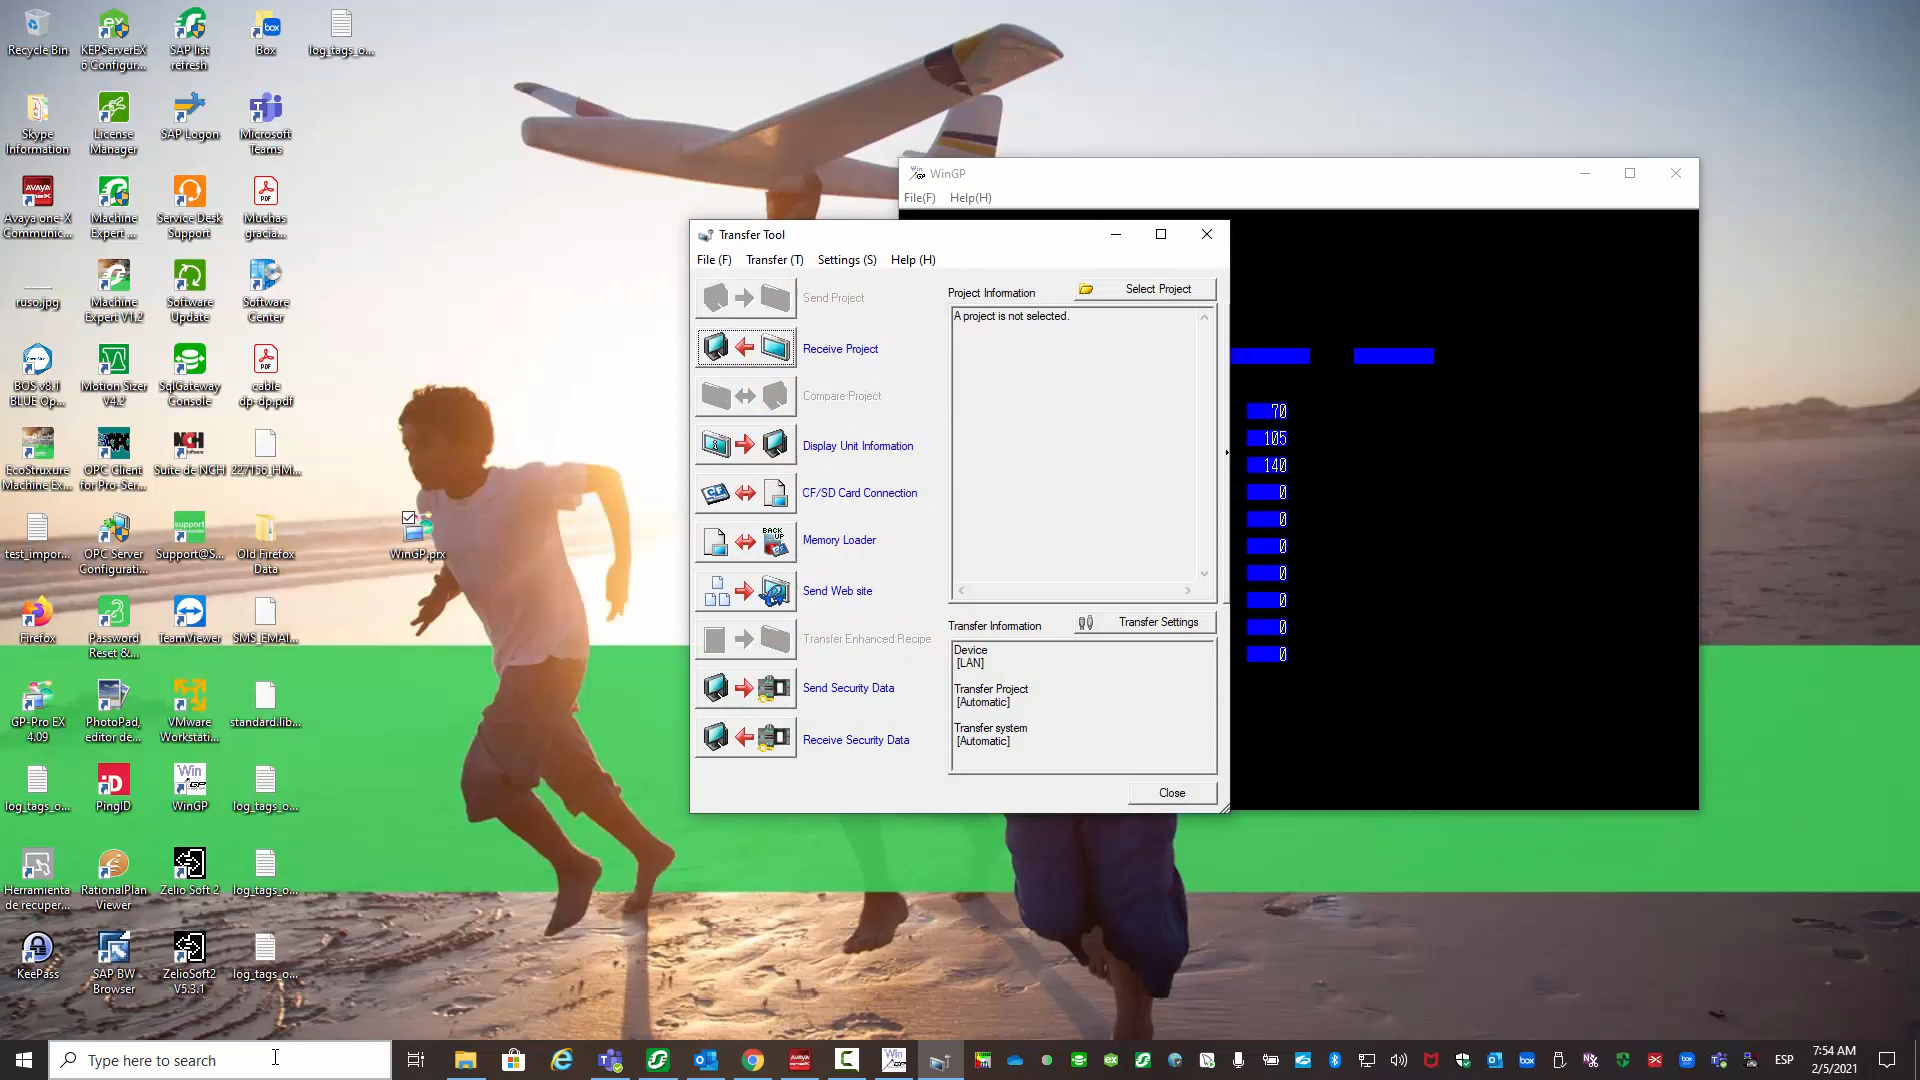 Recycle Bin
KEPServerEX
6 Configur...
SAP list
refresh
Box
log_tags_o...
Skype
Information
License
Manager
SAP Logon
Microsoft
Teams
Avaya one-X
Communic...
Machine
Expert ...
Service Desk
Support
Muchas
gracia...
ruso.jpg
Machine
Expert V1.2
Software
Update
Software
Center
BOS v8.1
BLUE Op...
Motion Sizer
V4.2
SqlGateway
Console
cable
dp-dp.pdf
EcoStruxure
Machine Ex...
OPC Client
for Pro-Ser...
Suite de NCH
227156_HM...
test_impor...
OPC Server
Configurati...
Support@S...
Old Firefox
Data
WinGP.prx
Firefox
Password
Reset &...
TeamViewer
SMS_EMAI...
GP-Pro EX
4.09
PhotoPad,
editor de...
VMware
Workstati...
standard.lib...
log_tags_o...
PingID
WinGP
log_tags_o...
Herramienta
de recuper...
RationalPlan
Viewer
Zelio Soft 2
log_tags_o...
KeePass
SAP BW
Browser
ZelioSoft2
V5.3.1
log_tags_o...
WinGP
File(F) Help(H)
70
105
140
0
0
0
0
0
0
0
Transfer Tool
File (F) Transfer (T) Settings (S) Help (H)
Send Project
Receive Project
Compare Project
Display Unit Information
CF/SD Card Connection
Memory Loader
Send Web site
Transfer Enhanced Recipe
Send Security Data
Receive Security Data
Project Information
Select Project
A project is not selected.
Transfer Information
Transfer Settings
Device
[LAN]
Transfer Project
[Automatic]
Transfer system
[Automatic]
Close
Type here to search
ESP
7:54 AM
2/5/2021